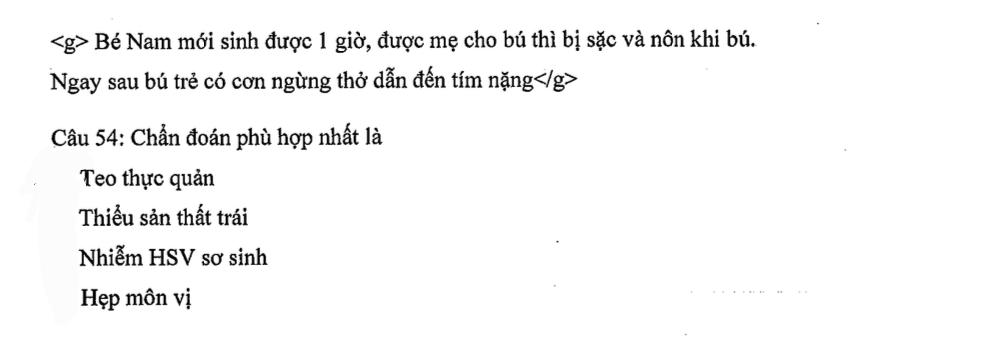 <g> Bé Nam mới sinh được 1 giờ, được mẹ cho bú thì bị sặc và nôn khi bú.
Ngay sau bú trẻ có cơn ngừng thở dẫn đến tím nặng</g>
Câu 54: Chẩn đoán phù hợp nhất là
Teo thực quản
Thiểu sản thất trái
Nhiễm HSV sơ sinh
Hẹp môn vị